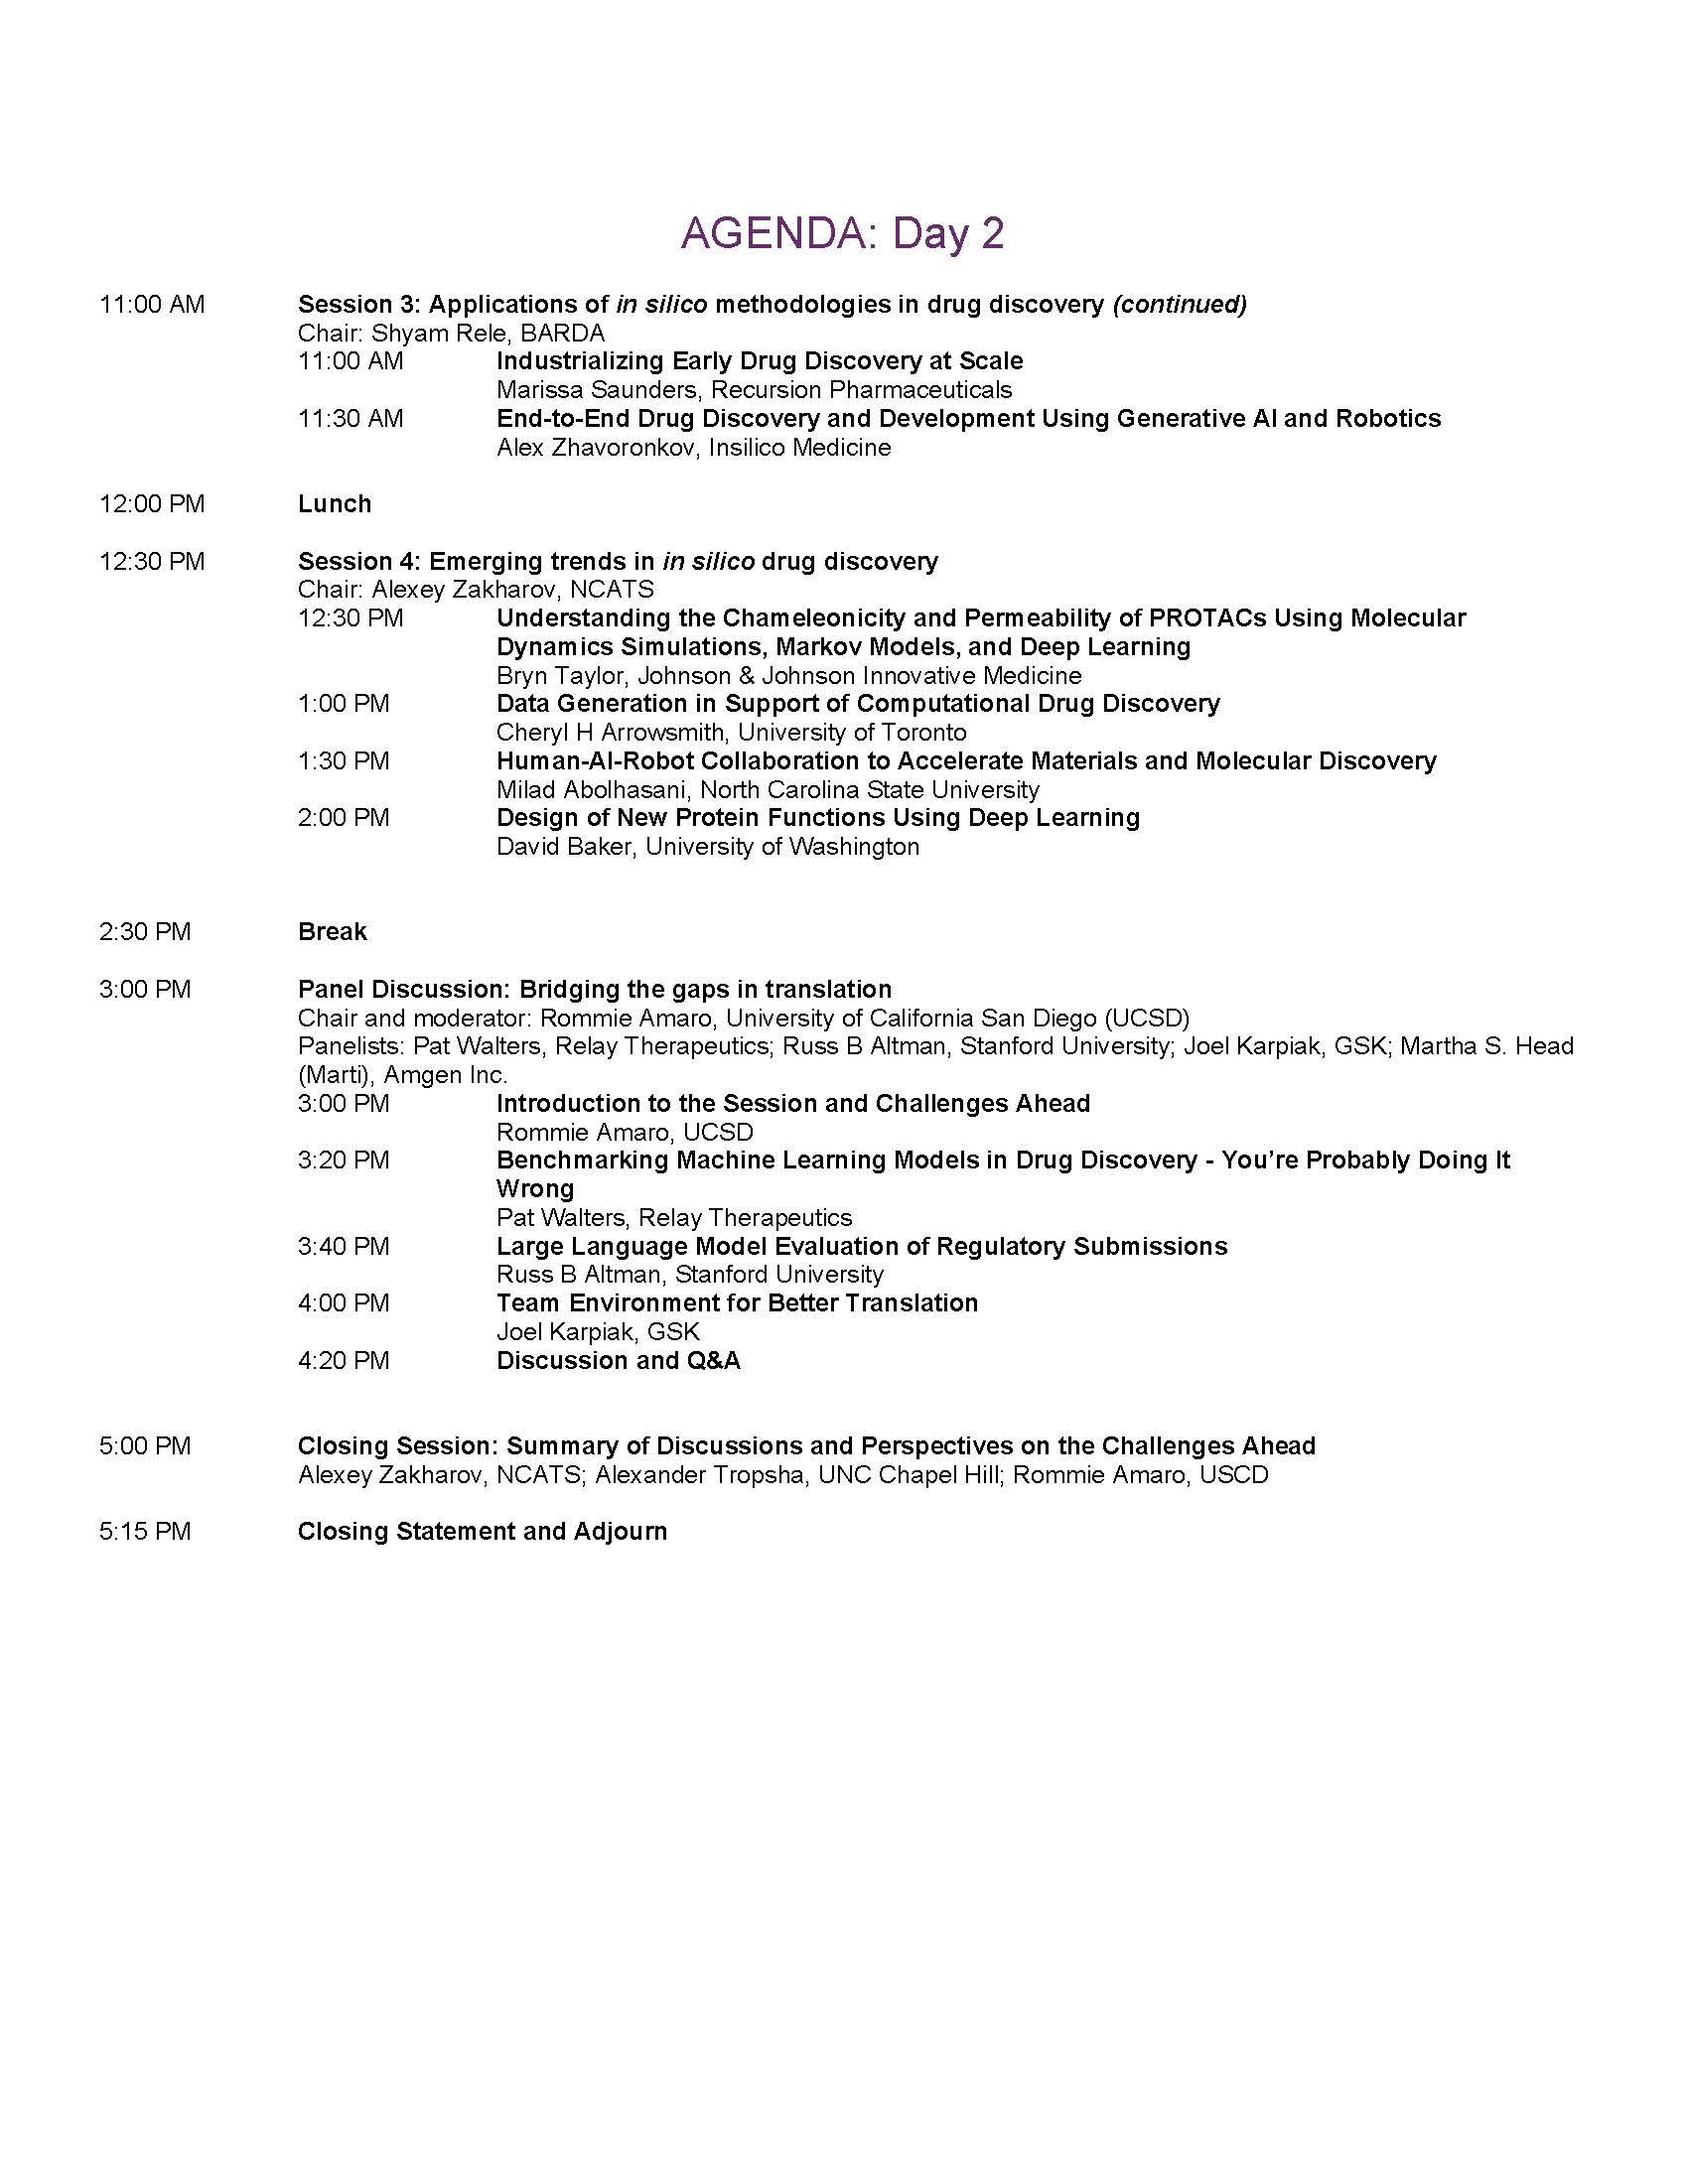 AGENDA: Day 2
11:00 AM Session 3: Applications of in silico methodologies in drug discovery (continued)
Chair: Shyam Rele, BARDA
11:00 AM Industrializing Early Drug Discovery at Scale
Marissa Saunders, Recursion Pharmaceuticals
11:30 AM End-to-End Drug Discovery and Development Using Generative AI and Robotics
Alex Zhavoronkov, Insilico Medicine
12:00 PM Lunch
12:30 PM Session 4: Emerging trends in in silico drug discovery
Chair: Alexey Zakharov, NCATS
12:30 PM Understanding the Chameleonicity and Permeability of PROTACs Using Molecular
Dynamics Simulations, Markov Models, and Deep Learning
Bryn Taylor, Johnson & Johnson Innovative Medicine
1:00 PM Data Generation in Support of Computational Drug Discovery
Cheryl H Arrowsmith, University of Toronto
1:30 PM Human-AI-Robot Collaboration to Accelerate Materials and Molecular Discovery
Milad Abolhasani, North Carolina State University
2:00 PM Design of New Protein Functions Using Deep Learning
David Baker, University of Washington
2:30 PM Break
3:00 PM Panel Discussion: Bridging the gaps in translation
Chair and moderator: Rommie Amaro, University of California San Diego (UCSD)
Panelists: Pat Walters, Relay Therapeutics; Russ B Altman, Stanford University; Joel Karpiak, GSK; Martha S. Head
(Marti), Amgen Inc.
3:00 PM Introduction to the Session and Challenges Ahead
Rommie Amaro, UCSD
3:20 PM Benchmarking Machine Learning Models in Drug Discovery - You’re Probably Doing It
Wrong
Pat Walters, Relay Therapeutics
3:40 PM Large Language Model Evaluation of Regulatory Submissions
Russ B Altman, Stanford University
4:00 PM Team Environment for Better Translation
Joel Karpiak, GSK
4:20 PM Discussion and Q&A
5:00 PM Closing Session: Summary of Discussions and Perspectives on the Challenges Ahead
Alexey Zakharov, NCATS; Alexander Tropsha, UNC Chapel Hill; Rommie Amaro, USCD
5:15 PM Closing Statement and Adjourn